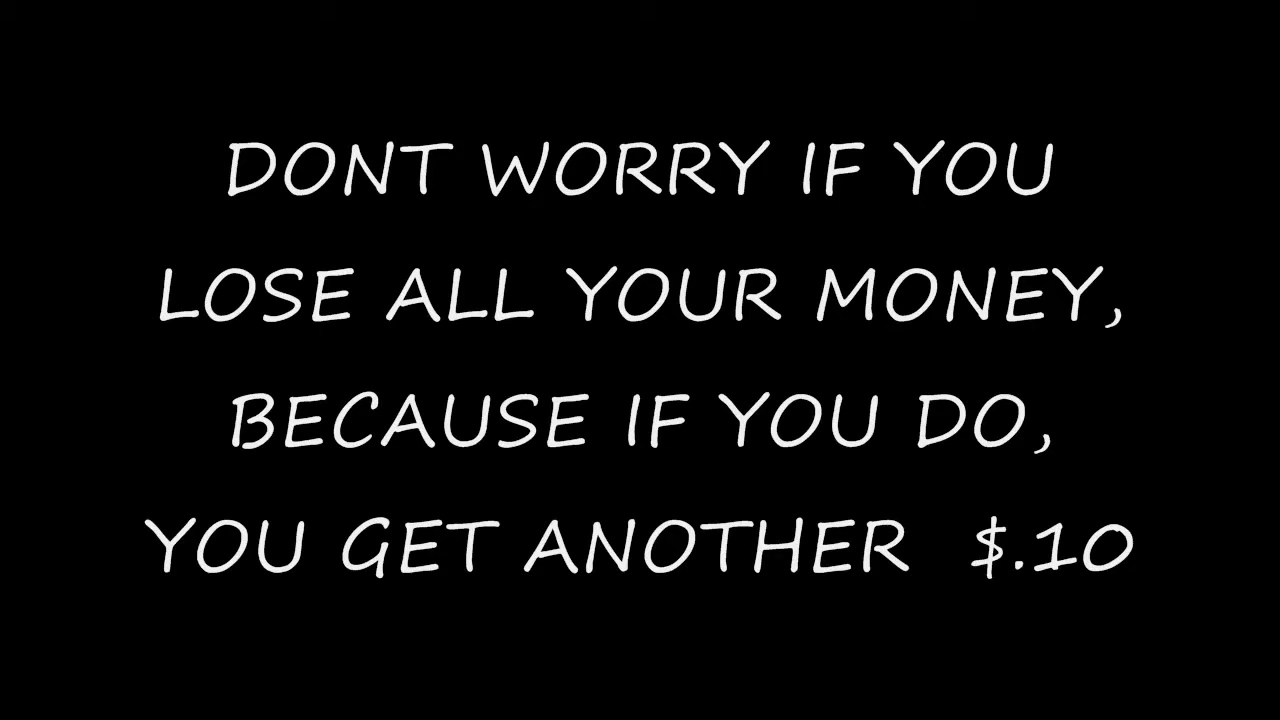 DONT WORRY IF YOU
LOSE ALL YOUR MONEY,
BECAUSE IF YOU DO,
YOU GET ANOTHER $.10